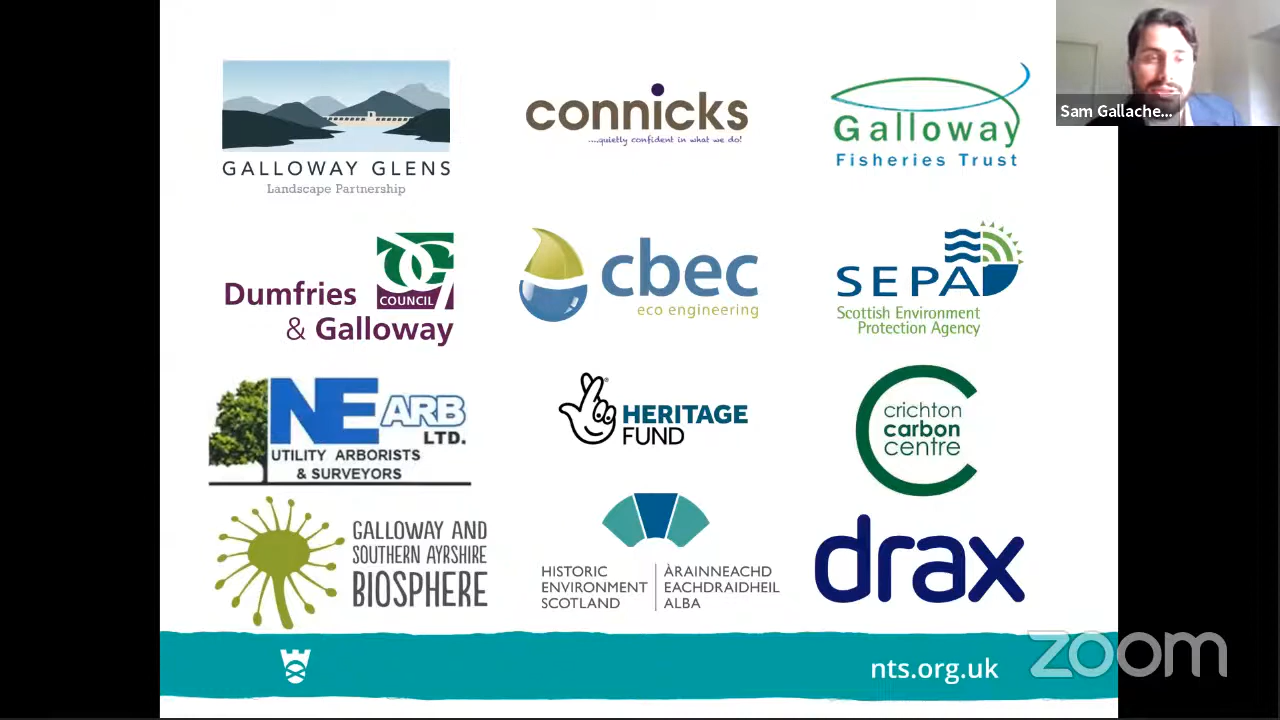 GALLOWAY GLENS
Landscape Partnership
connicks
....quietly confident in what we do!
Galloway
Fisheries Trust
Sam Gallache...
Dumfries
COUNCIL
& Galloway
cbec
eco engineering
SEPA
Scottish Environment
Protection Agency
NE ARB
LTD.
UTILITY ARBORISTS
& SURVEYORS
HERITAGE
FUND
crichton
carbon
centre
GALLOWAY AND
SOUTHERN AYRSHIRE
BIOSPHERE
HISTORIC
ENVIRONMENT
SCOTLAND
ÀRAINNEACHD
EACHDRAIDHEIL
ALBA
drax
nts.org.uk
zoom